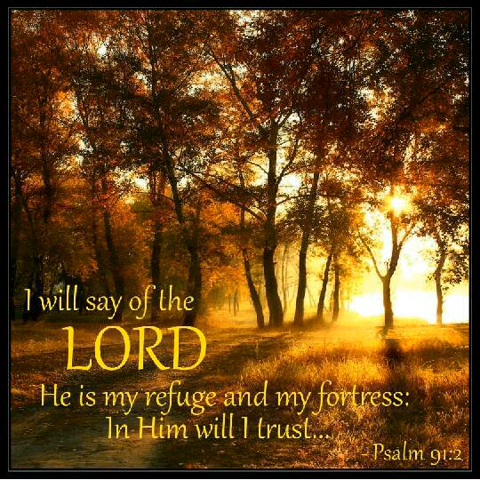 I will say of the
LORD
He is my refuge and my fortress:
In Him will I trust...
-Psalm 91:2